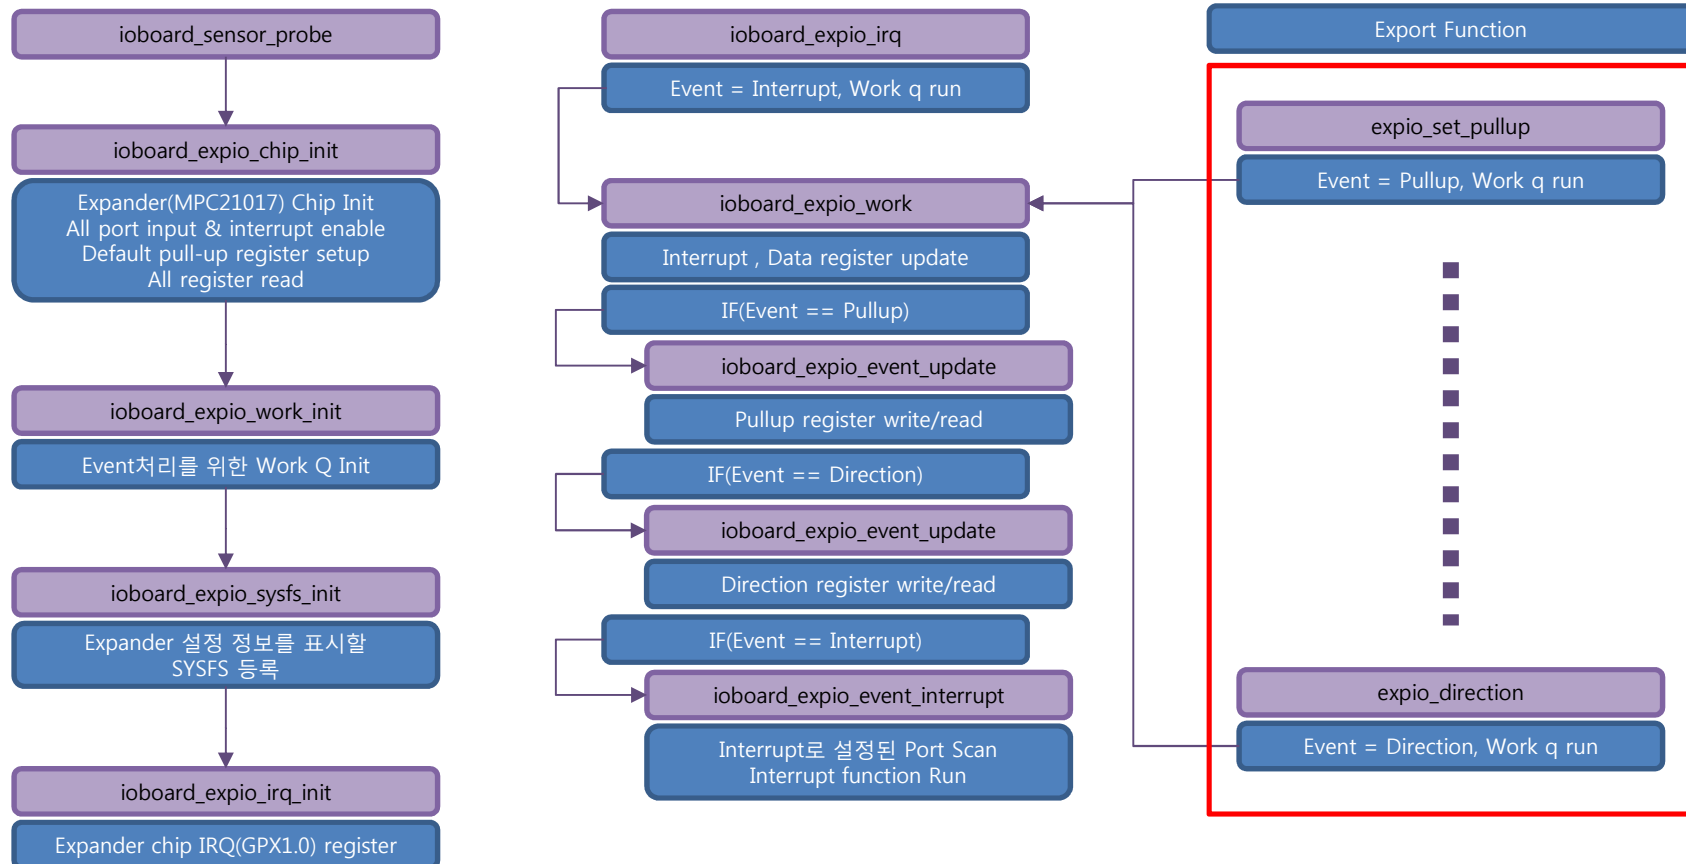 ioboard_sensor_probe
ioboard_expio_chip_init
Expander(MPC21017) Chip Init
All port input & interrupt enable
Default pull-up register setup
All register read
ioboard_expio_work_init
Event처리를 위한 Work Q Init
ioboard_expio_sysfs_init
Expander 설정 정보를 표시할
SYSFS 등록
ioboard_expio_irq_init
Expander chip IRQ(GPX1.0) register
ioboard_expio_irq
Event = Interrupt, Work q run
ioboard_expio_work
Interrupt , Data register update
IF(Event == Pullup)
ioboard_expio_event_update
Pullup register write/read
IF(Event == Direction)
ioboard_expio_event_update
Direction register write/read
IF(Event == Interrupt)
ioboard_expio_event_interrupt
Interrupt로 설정된 Port Scan
Interrupt function Run
Export Function
expio_set_pullup
Event = Pullup, Work q run
expio_direction
Event = Direction, Work q run